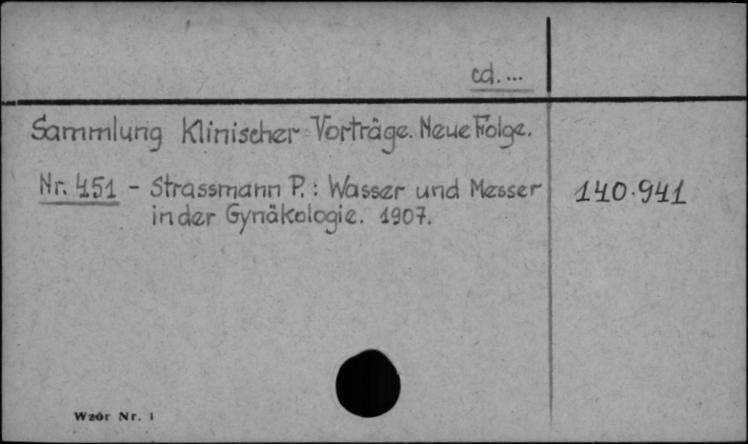 cd. ...
Sammlung Klinischer Vorträge. Neue Folge.
Nr. 451 - Strassmann P.: Wasser und Messer 140.941
in der Gynäkologie. 1907.
Wzór Nr. 1